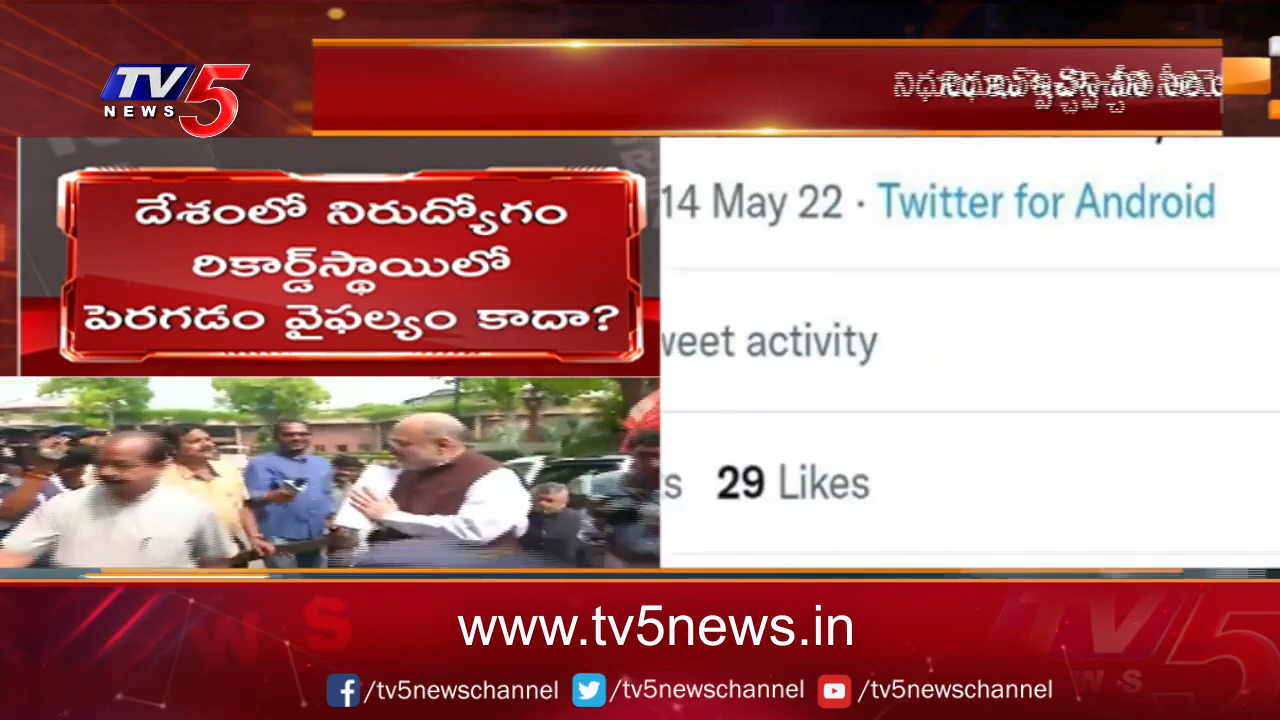 TV5
NEWS
దేశంలో నిరుద్యోగం
రికార్డ్‌స్థాయిలో
పెరగడం వైఫల్యం కాదా?
14 May 22 · Twitter for Android
weet activity
s 29 Likes
www.tv5news.in
/tv5newschannel /tv5newschannel /tv5newschannel